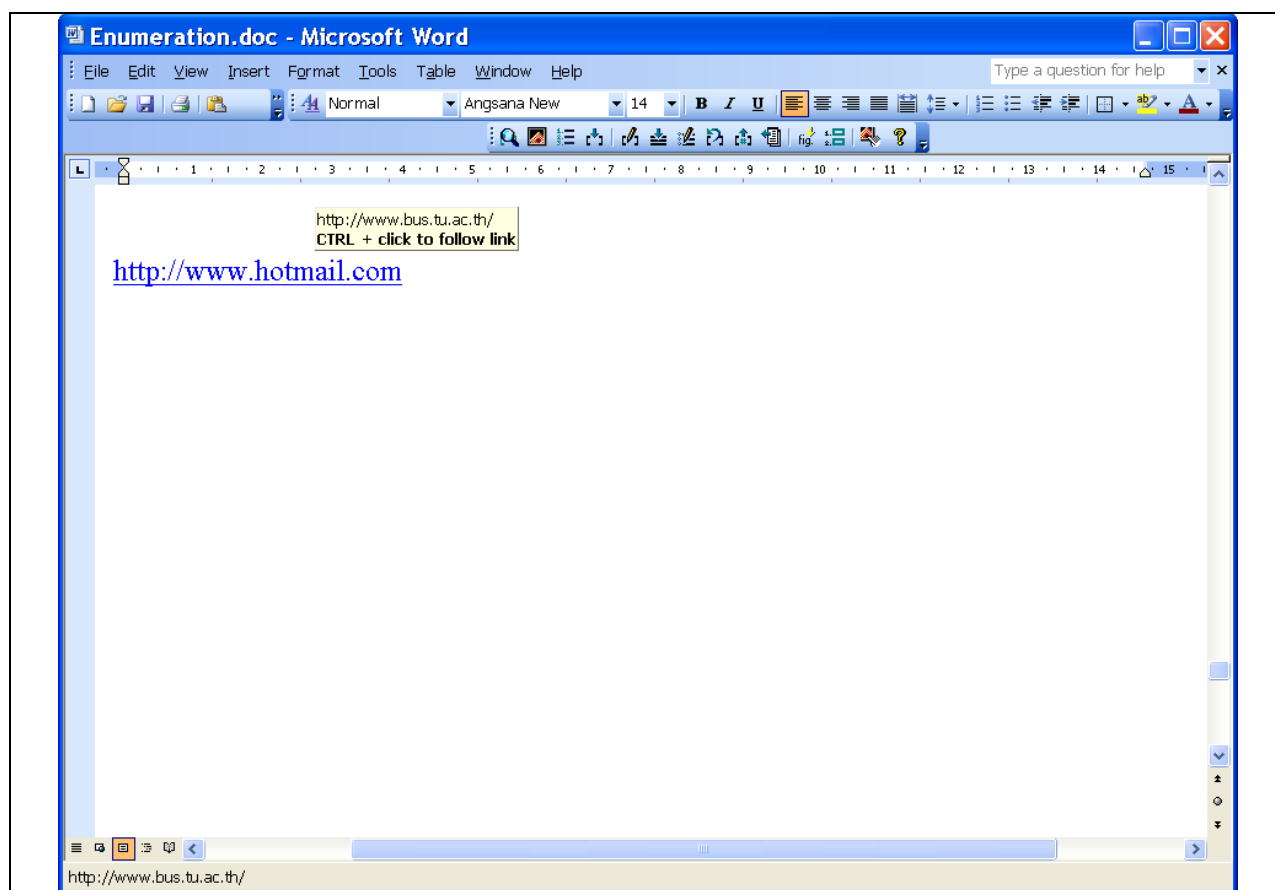 Enumeration.doc - Microsoft Word
File Edit View Insert Format Tools Table Window Help Type a question for help
Normal Angsana New 14 B I U
fig
1 2 3 4 5 6 7 8 9 10 11 12 13 14 15
http://www.bus.tu.ac.th/
CTRL + click to follow link
http://www.hotmail.com
http://www.bus.tu.ac.th/